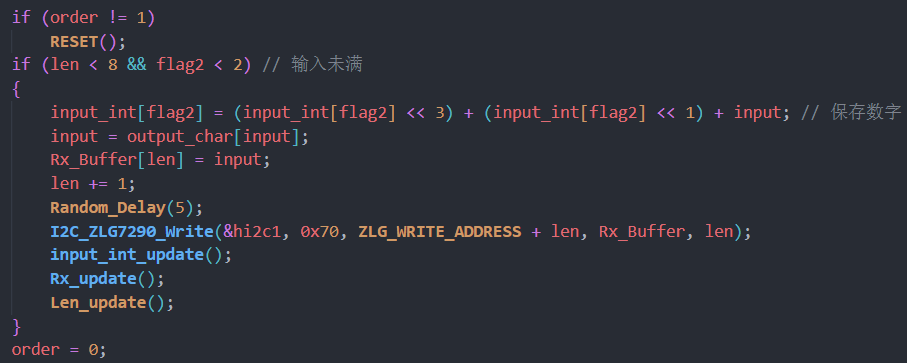 if (order != 1)
    RESET();
if (len < 8 && flag2 < 2) // 输入未满
{
    input_int[flag2] = (input_int[flag2] << 3) + (input_int[flag2] << 1) + input; // 保存数字
    input = output_char[input];
    Rx_Buffer[len] = input;
    len += 1;
    Random_Delay(5);
    I2C_ZLG7290_Write(&hi2c1, 0x70, ZLG_WRITE_ADDRESS + len, Rx_Buffer, len);
    input_int_update();
    Rx_update();
    Len_update();
}
order = 0;